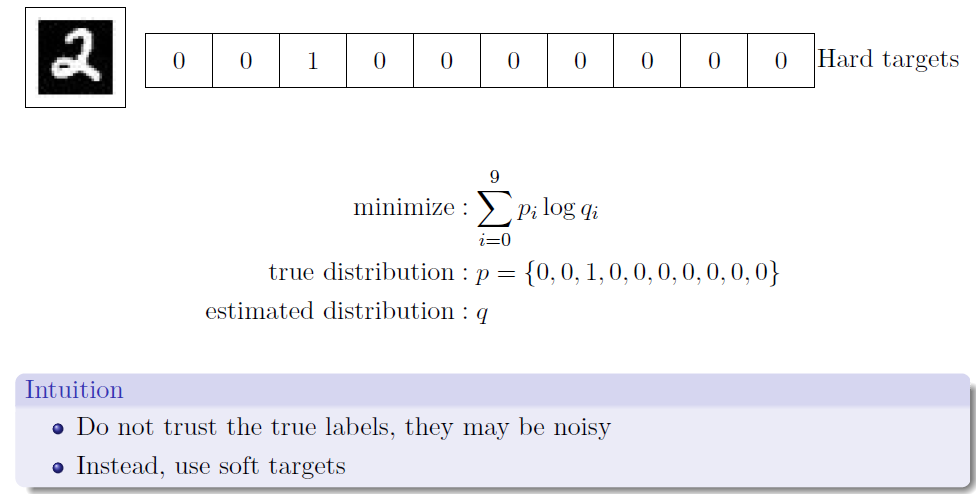 2
0 0 1 0 0 0 0 0 0 0 Hard targets
minimize : \sum_{i=0}^{9} p_i \log q_i
true distribution : p = {0, 0, 1, 0, 0, 0, 0, 0, 0, 0}
estimated distribution : q
Intuition
Do not trust the true labels, they may be noisy
Instead, use soft targets